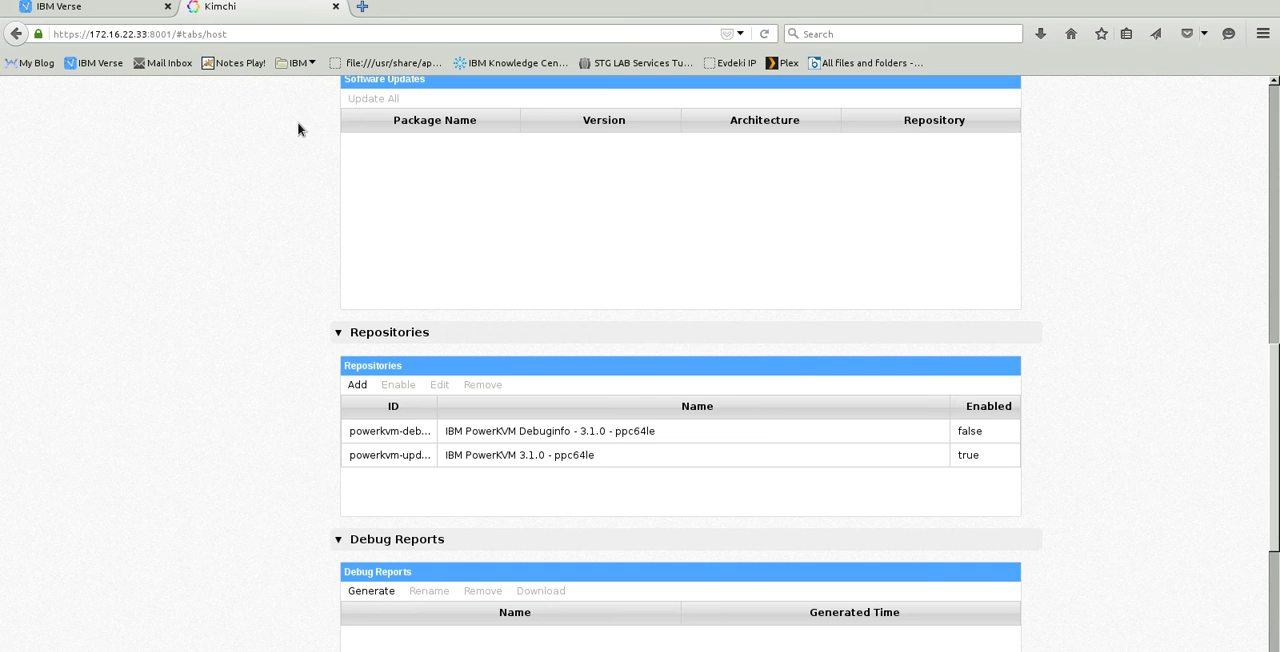 IBM Verse
Kimchi
https://172.16.22.33:8001/#tabs/host
Search
My Blog IBM Verse Mail Inbox Notes Play! IBM file:///usr/share/ap... IBM Knowledge Cen... STG LAB Services Tu... Evdeki IP Plex All files and folders -...
Software Updates
Update All
Package Name Version Architecture Repository
Repositories
Repositories
Add Enable Edit Remove
ID Name Enabled
powerkvm-deb... IBM PowerKVM Debuginfo - 3.1.0 - ppc64le false
powerkvm-upd... IBM PowerKVM 3.1.0 - ppc64le true
Debug Reports
Debug Reports
Generate Rename Remove Download
Name Generated Time